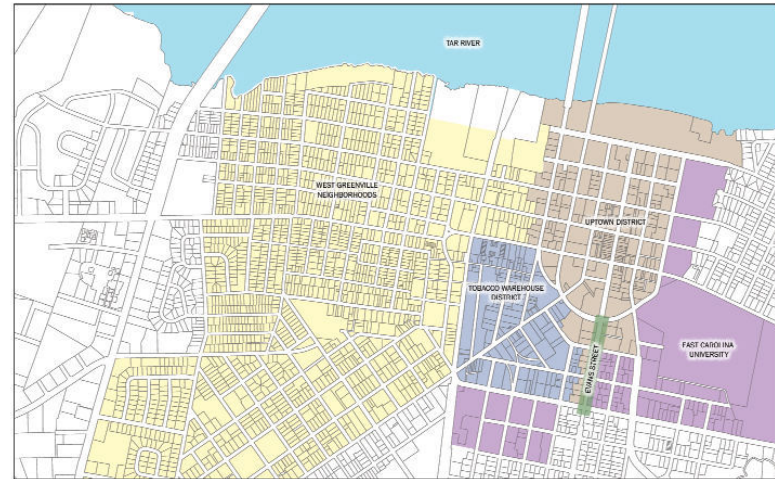 TAR RIVER
WEST GREENVILLE
NEIGHBORHOODS
UPTOWN DISTRICT
TOBACCO WAREHOUSE
DISTRICT
EAST CAROLINA
UNIVERSITY
EVANS STREET